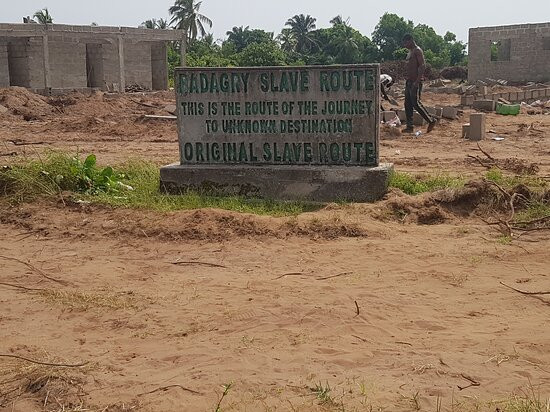 BADAGRY SLAVE ROUTE
THIS IS THE ROUTE OF THE JOURNEY
TO UNKNOWN DESTINATION
ORIGINAL SLAVE ROUTE